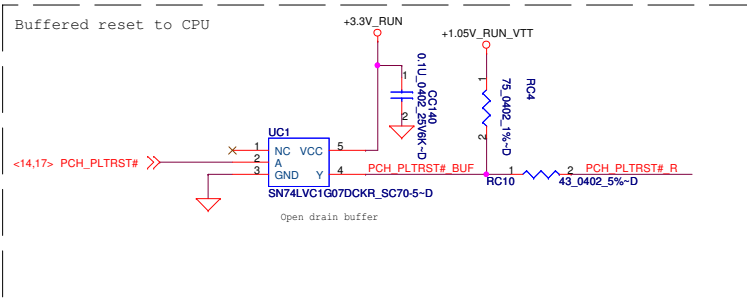 Buffered reset to CPU
+3.3V_RUN
+1.05V_RUN_VTT
1
2
0.1U_0402_25V6K~D
CC140
1
2
75_0402_1%~D
RC4
UC1
1
NC
VCC
5
<14,17> PCH_PLTRST#
2
A
3
GND
Y
4
PCH_PLTRST#_BUF
RC10
1
2
PCH_PLTRST#_R
43_0402_5%~D
SN74LVC1G07DCKR_SC70-5~D
Open drain buffer